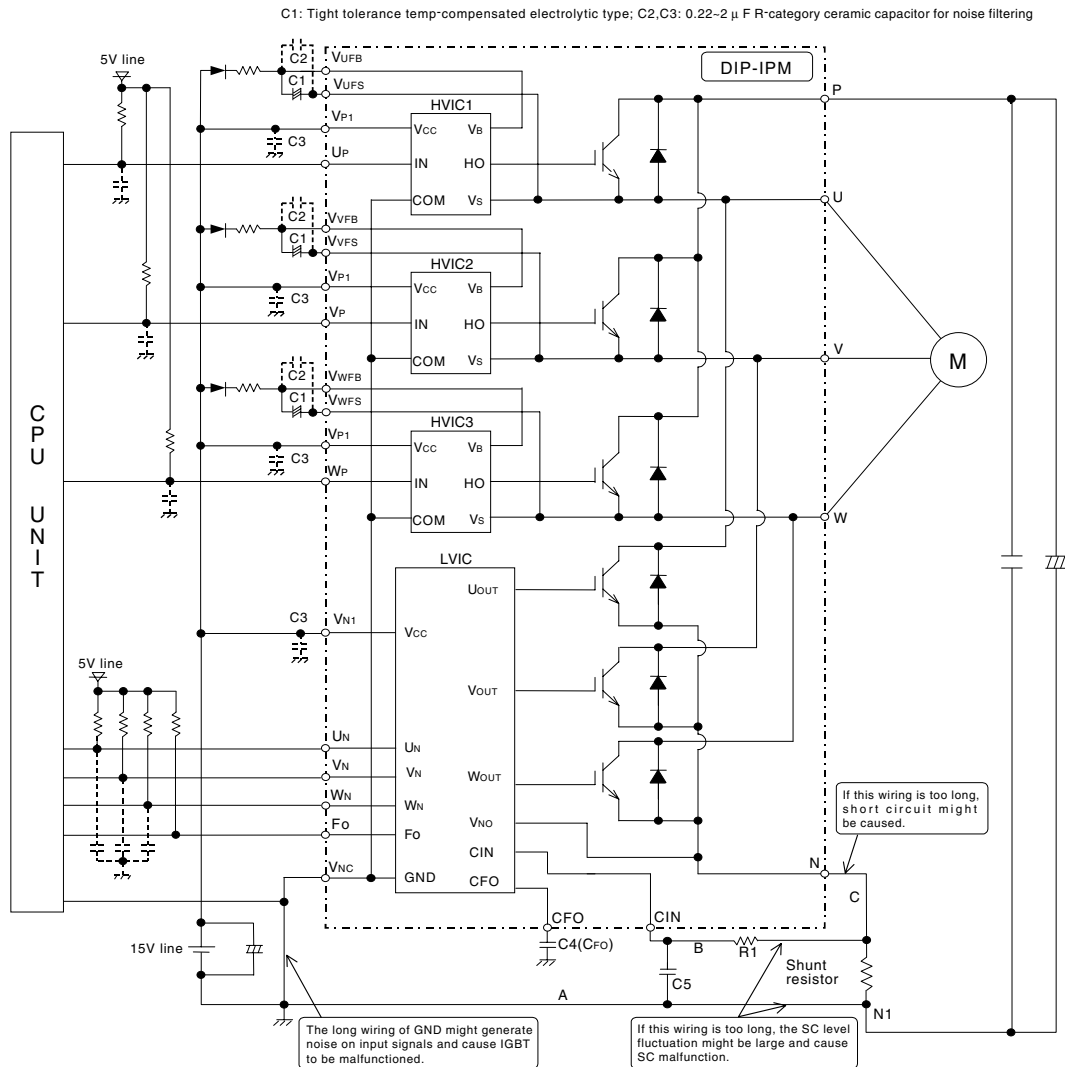 C1: Tight tolerance temp-compensated electrolytic type; C2,C3: 0.22~2 μ F R-category ceramic capacitor for noise filtering
5V line
C2
VUFB
DIP-IPM
C1
VUFS
HVIC1
P
VP1
VCC
VB
C3
UP
IN
HO
COM
VS
U
C2
VVFB
C1
VVFS
HVIC2
VP1
VCC
VB
C3
VP
IN
HO
COM
VS
V
M
C2
VWFB
C1
VWFS
HVIC3
VP1
VCC
VB
C3
WP
IN
HO
COM
VS
W
CPU UNIT
LVIC
UOUT
C3
VN1
VCC
5V line
VOUT
UN
UN
VN
VN
WOUT
WN
WN
VNO
FO
FO
CIN
VNC
GND
CFO
N
C
If this wiring is too long,
short circuit might
be caused.
CFO
CIN
15V line
C4(CFO)
B
R1
C5
Shunt
resistor
A
N1
The long wiring of GND might generate
noise on input signals and cause IGBT
to be malfunctioned.
If this wiring is too long, the SC level
fluctuation might be large and cause
SC malfunction.